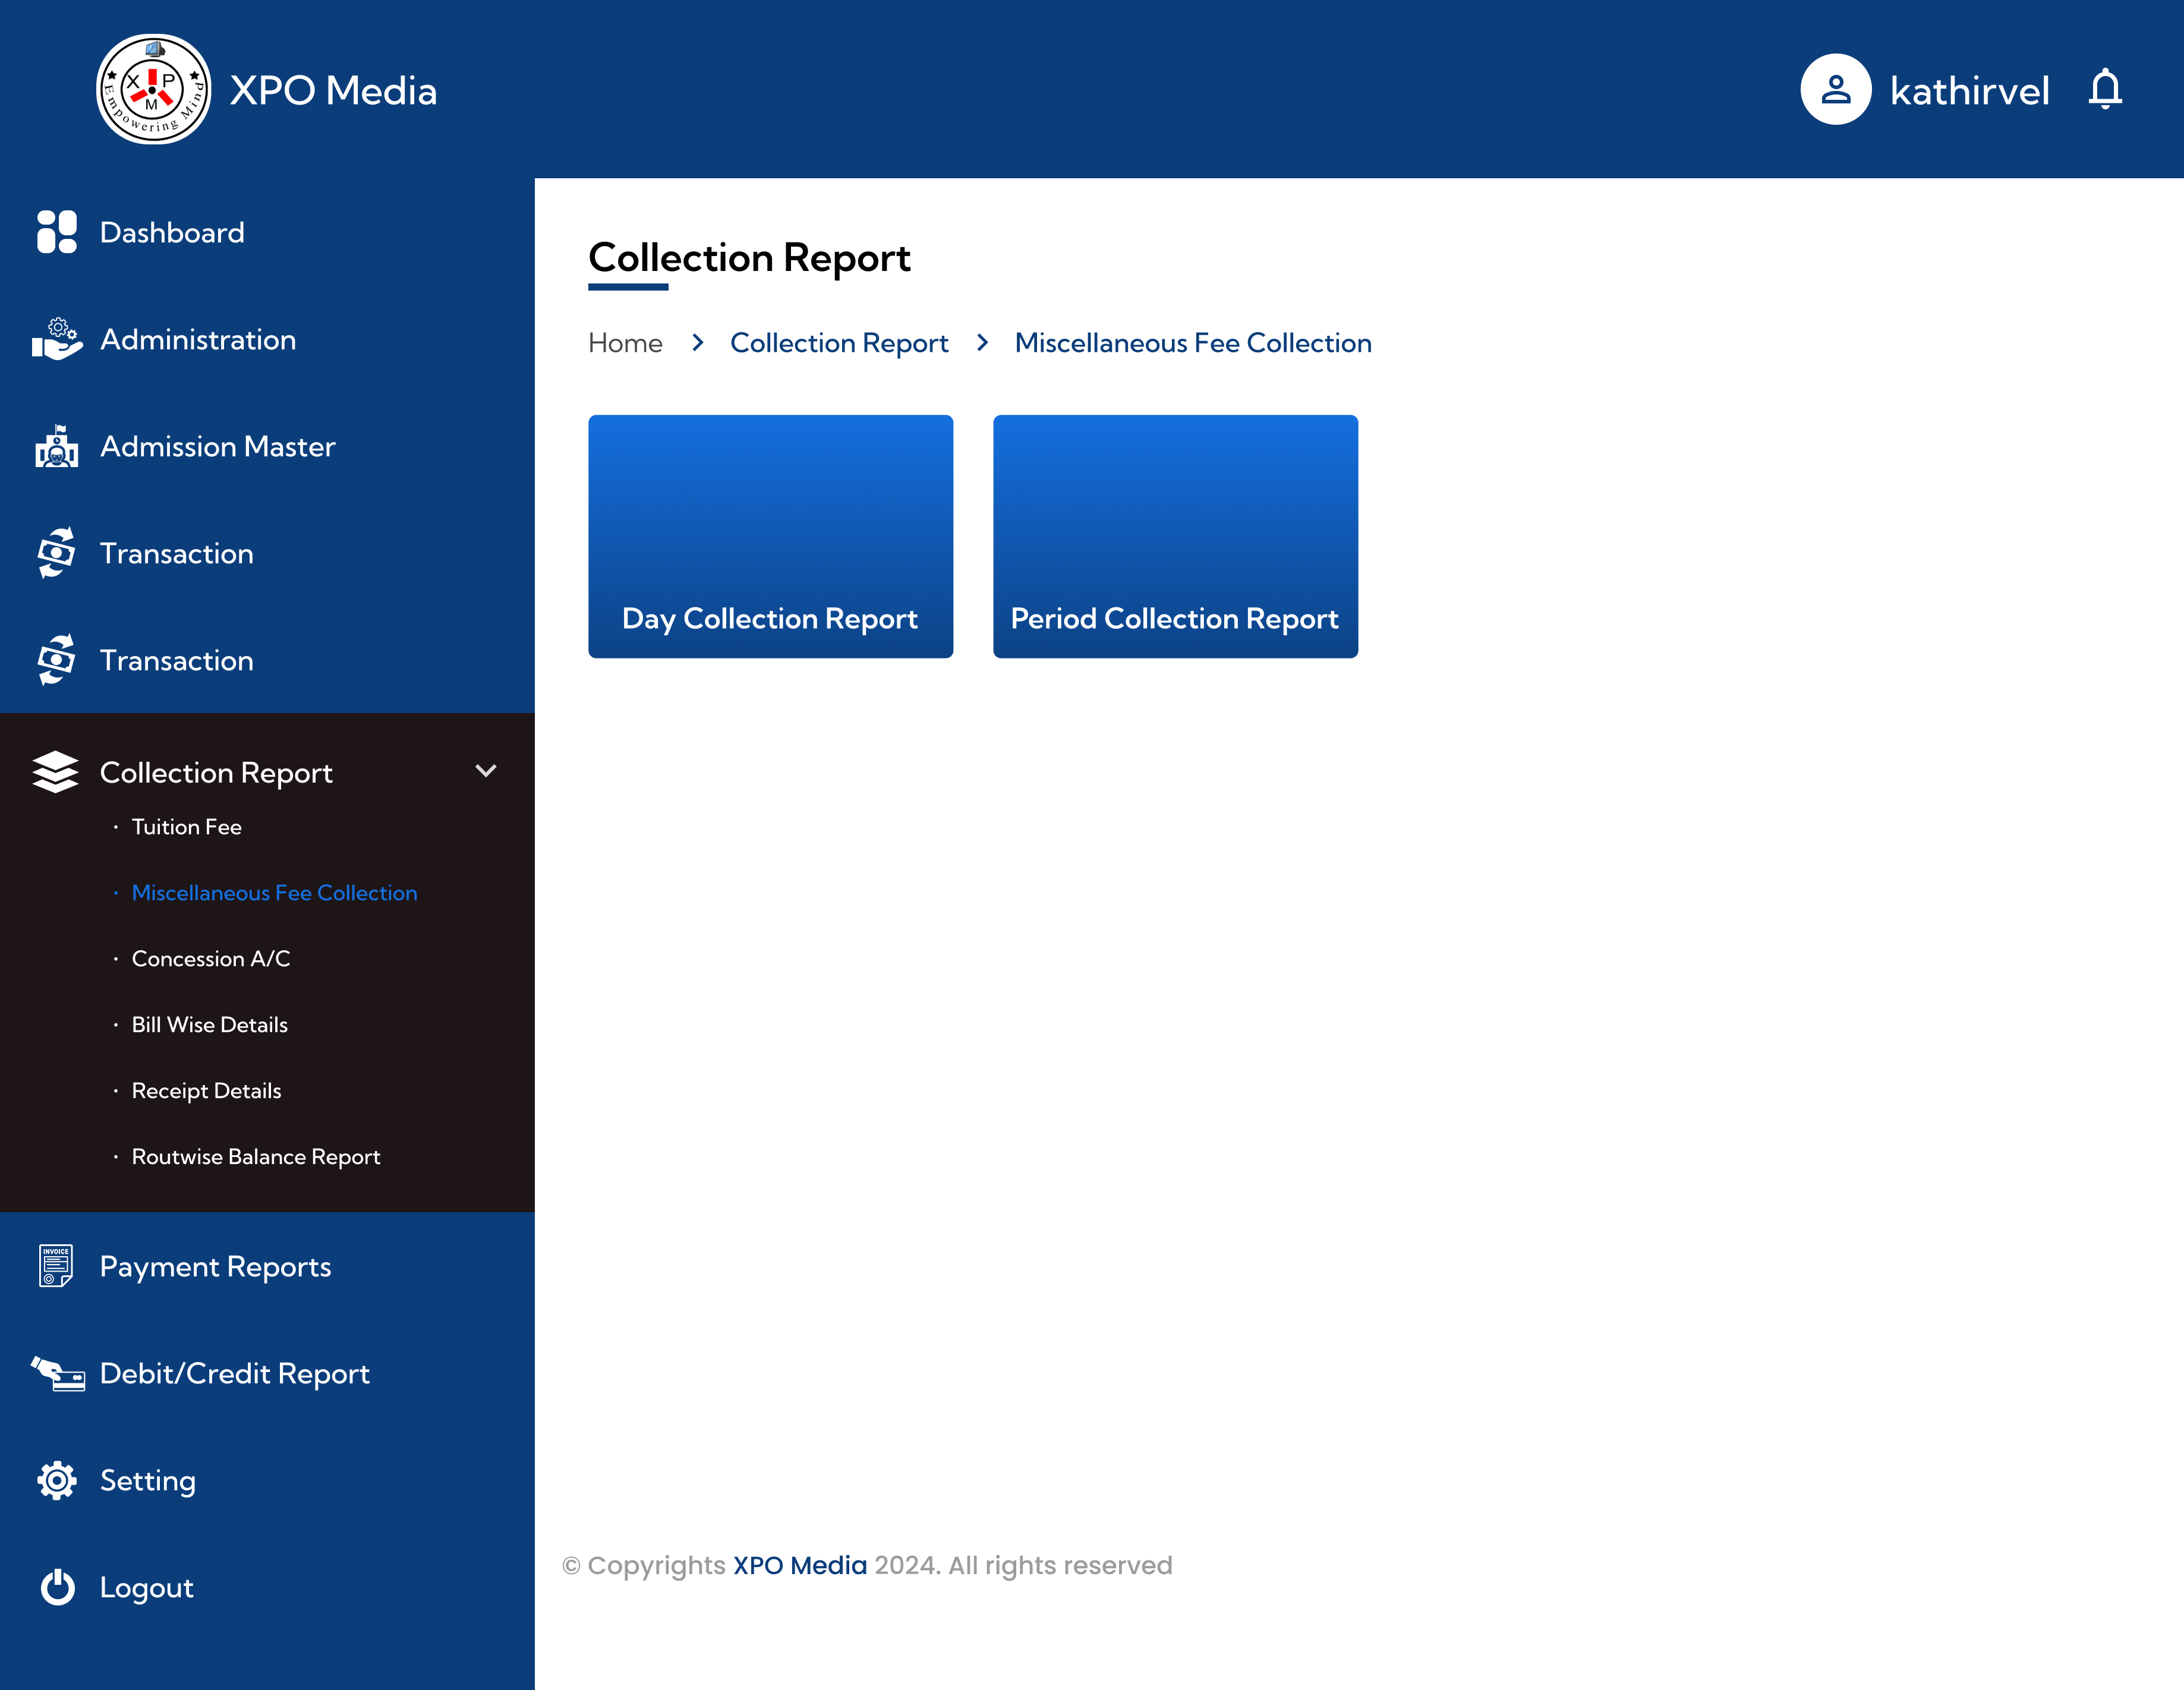 X P M
Empowering Mind
XPO Media
kathirvel
Dashboard
Administration
Admission Master
Transaction
Transaction
Collection Report
· Tuition Fee
· Miscellaneous Fee Collection
· Concession A/C
· Bill Wise Details
· Receipt Details
· Routwise Balance Report
INVOICE
Payment Reports
Debit/Credit Report
Setting
Logout
Collection Report
Home > Collection Report > Miscellaneous Fee Collection
Day Collection Report
Period Collection Report
© Copyrights XPO Media 2024. All rights reserved